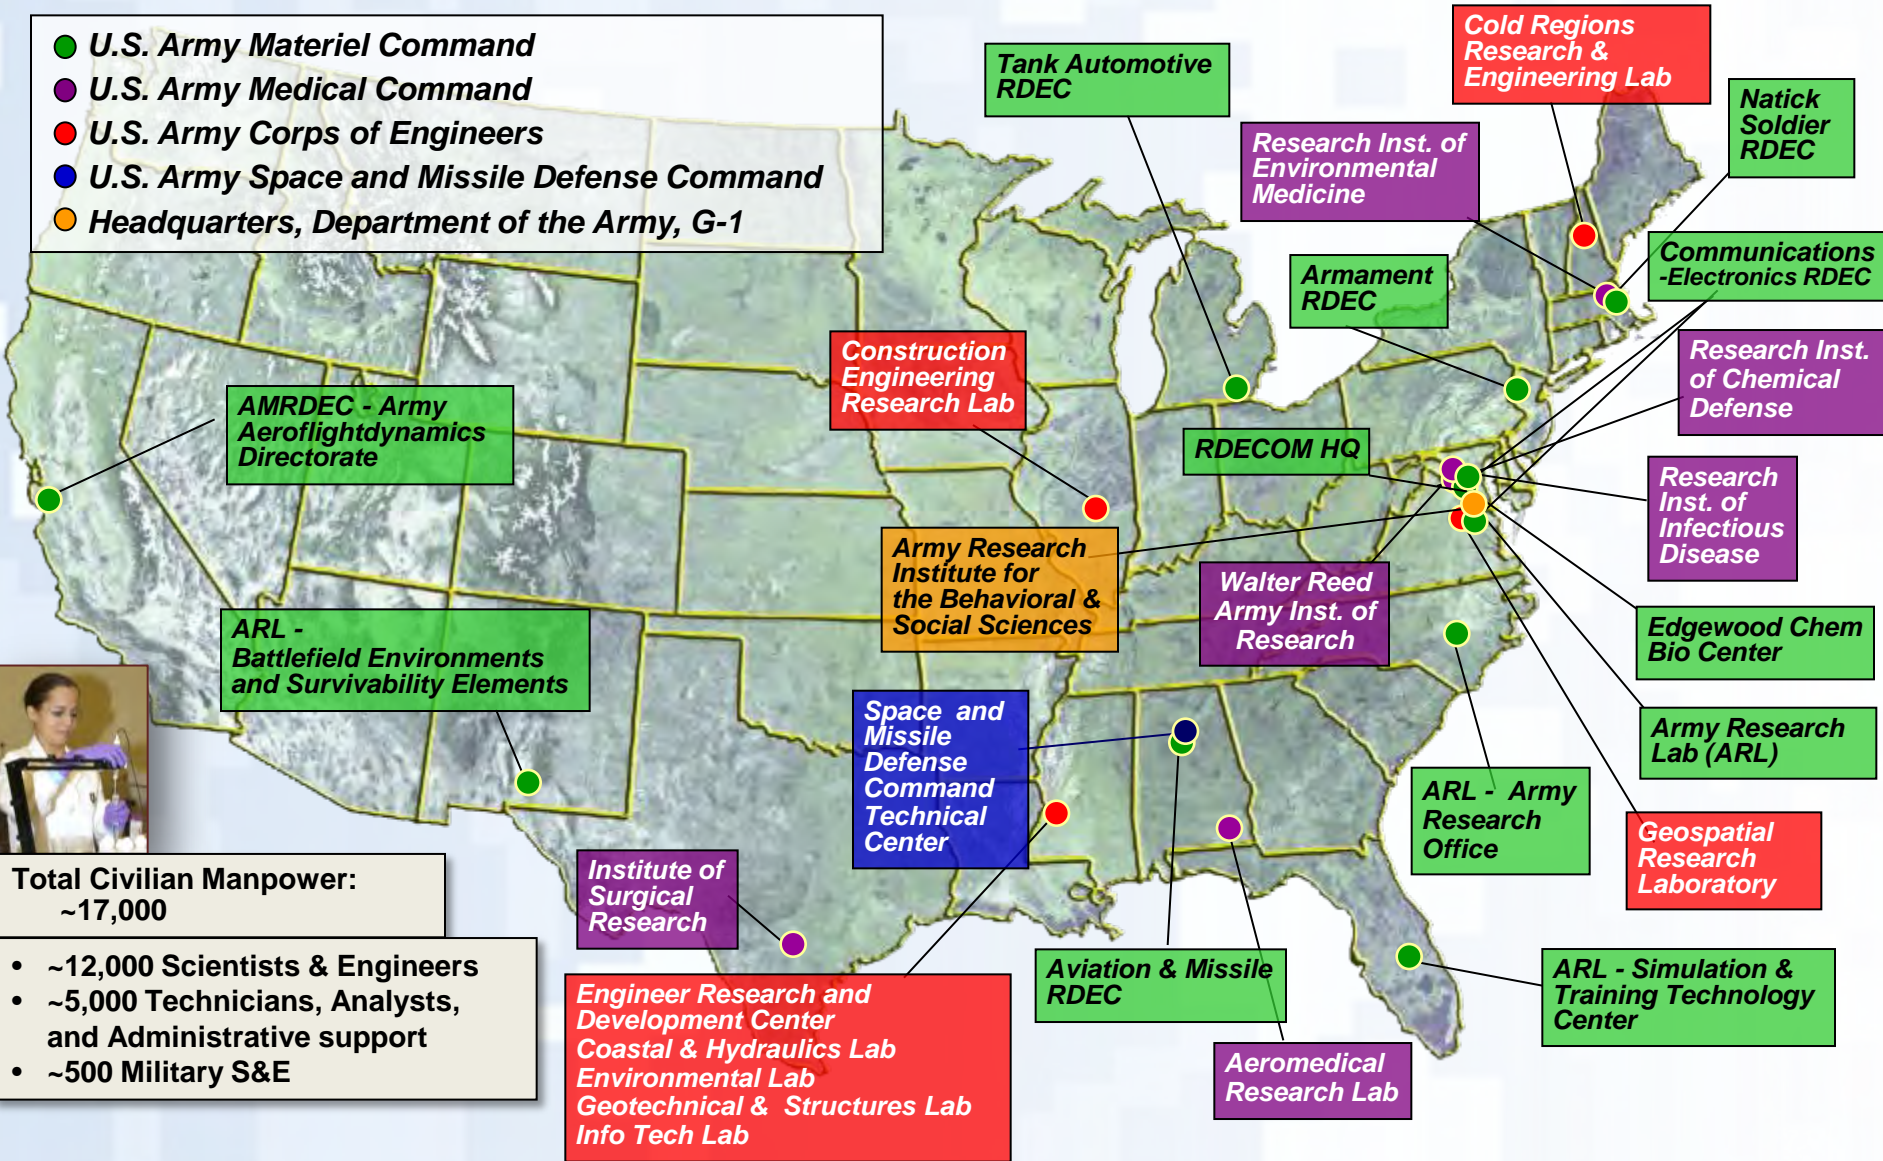 U.S. Army Materiel Command
U.S. Army Medical Command
U.S. Army Corps of Engineers
U.S. Army Space and Missile Defense Command
Headquarters, Department of the Army, G-1
Tank Automotive
RDEC
Cold Regions
Research &
Engineering Lab
Natick
Soldier
RDEC
Research Inst. of
Environmental
Medicine
Communications
-Electronics RDEC
Armament
RDEC
Construction
Engineering
Research Lab
Research Inst.
of Chemical
Defense
AMRDEC - Army
Aeroflightdynamics
Directorate
RDECOM HQ
Research
Inst. of
Infectious
Disease
Army Research
Institute for
the Behavioral &
Social Sciences
Walter Reed
Army Inst. of
Research
ARL -
Battlefield Environments
and Survivability Elements
Edgewood Chem
Bio Center
Space and
Missile
Defense
Command
Technical
Center
Army Research
Lab (ARL)
ARL - Army
Research
Office
Geospatial
Research
Laboratory
Institute of
Surgical
Research
Total Civilian Manpower:
~17,000
• ~12,000 Scientists & Engineers
• ~5,000 Technicians, Analysts,
and Administrative support
• ~500 Military S&E
Engineer Research and
Development Center
Coastal & Hydraulics Lab
Environmental Lab
Geotechnical & Structures Lab
Info Tech Lab
Aviation & Missile
RDEC
ARL - Simulation &
Training Technology
Center
Aeromedical
Research Lab